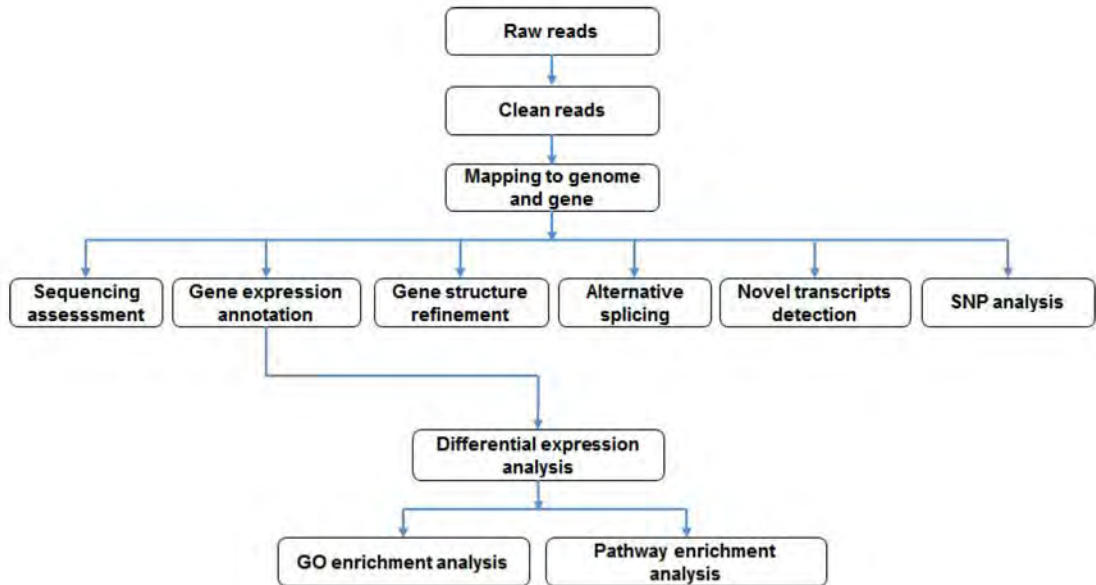 Raw reads
Clean reads
Mapping to genome
and gene
Sequencing
assesssment
Gene expression
annotation
Gene structure
refinement
Alternative
splicing
Novel transcripts
detection
SNP analysis
Differential expression
analysis
GO enrichment analysis
Pathway enrichment
analysis